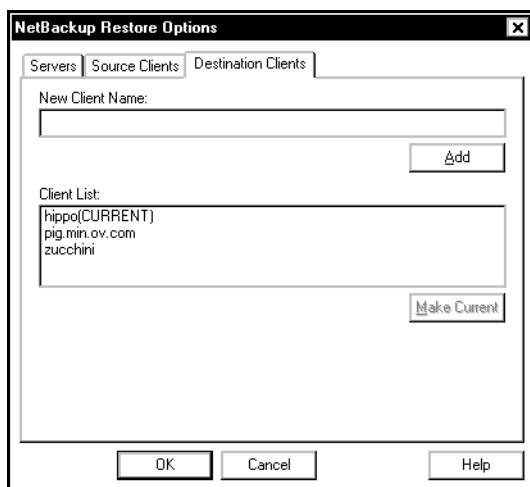 NetBackup Restore Options
Servers Source Clients Destination Clients
New Client Name:
Add
Client List:
hippo(CURRENT)
pig.min.ov.com
zucchini
Make Current
OK Cancel Help